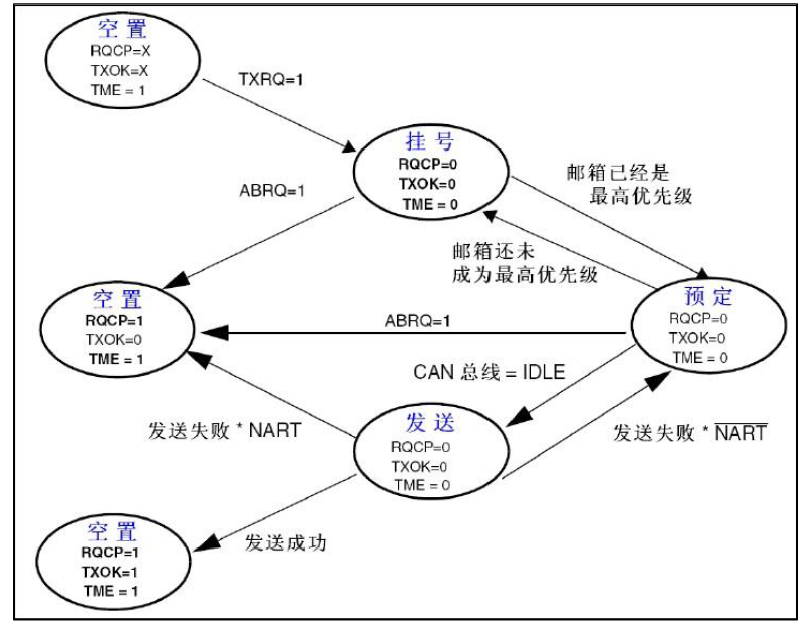 空置
RQCP=X
TXOK=X
TME = 1
TXRQ=1
挂号
RQCP=0
TXOK=0
TME = 0
邮箱已经是
最高优先级
ABRQ=1
邮箱还未
成为最高优先级
空置
RQCP=1
TXOK=0
TME = 1
预定
RQCP=0
TXOK=0
TME = 0
ABRQ=1
CAN 总线 = IDLE
发送
RQCP=0
TXOK=0
TME = 0
发送失败 * NART
发送失败 * N̅A̅R̅T̅
空置
RQCP=1
TXOK=1
TME = 1
发送成功